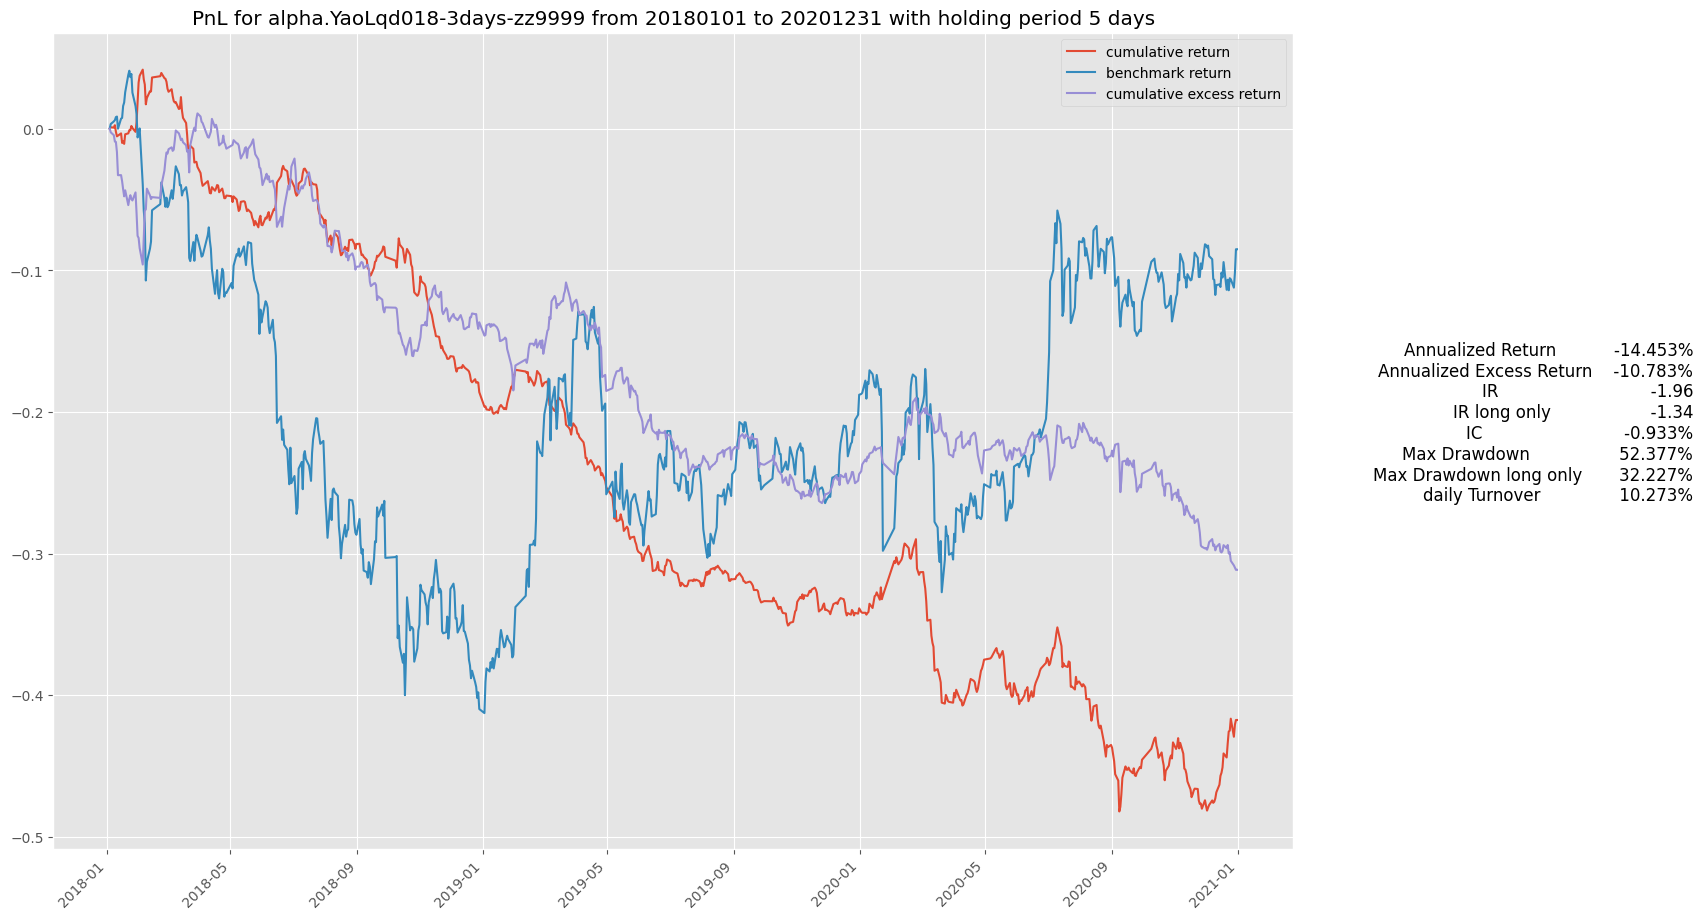 PnL for alpha.YaoLqd018-3days-zz9999 from 20180101 to 20201231 with holding period 5 days
cumulative return
benchmark return
cumulative excess return
0.0
−0.1
−0.2
−0.3
−0.4
−0.5
2018-01
2018-05
2018-09
2019-01
2019-05
2019-09
2020-01
2020-05
2020-09
2021-01
Annualized Return -14.453%
Annualized Excess Return -10.783%
IR -1.96
IR long only -1.34
IC -0.933%
Max Drawdown 52.377%
Max Drawdown long only 32.227%
daily Turnover 10.273%